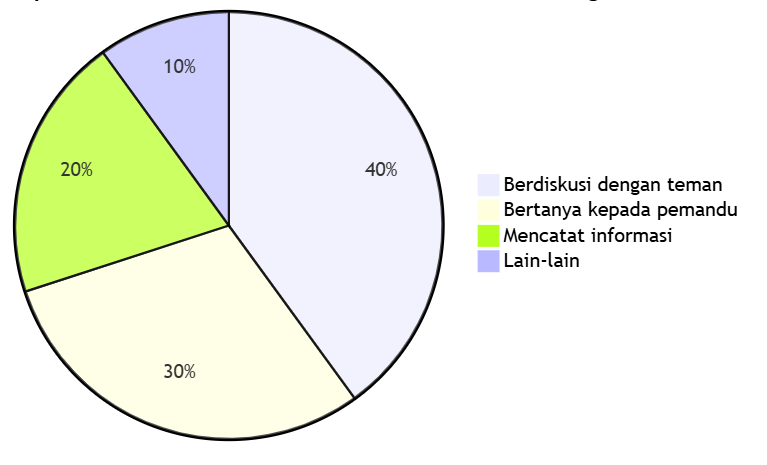 10%
20%
40%
30%
Berdiskusi dengan teman
Bertanya kepada pemandu
Mencatat informasi
Lain-lain